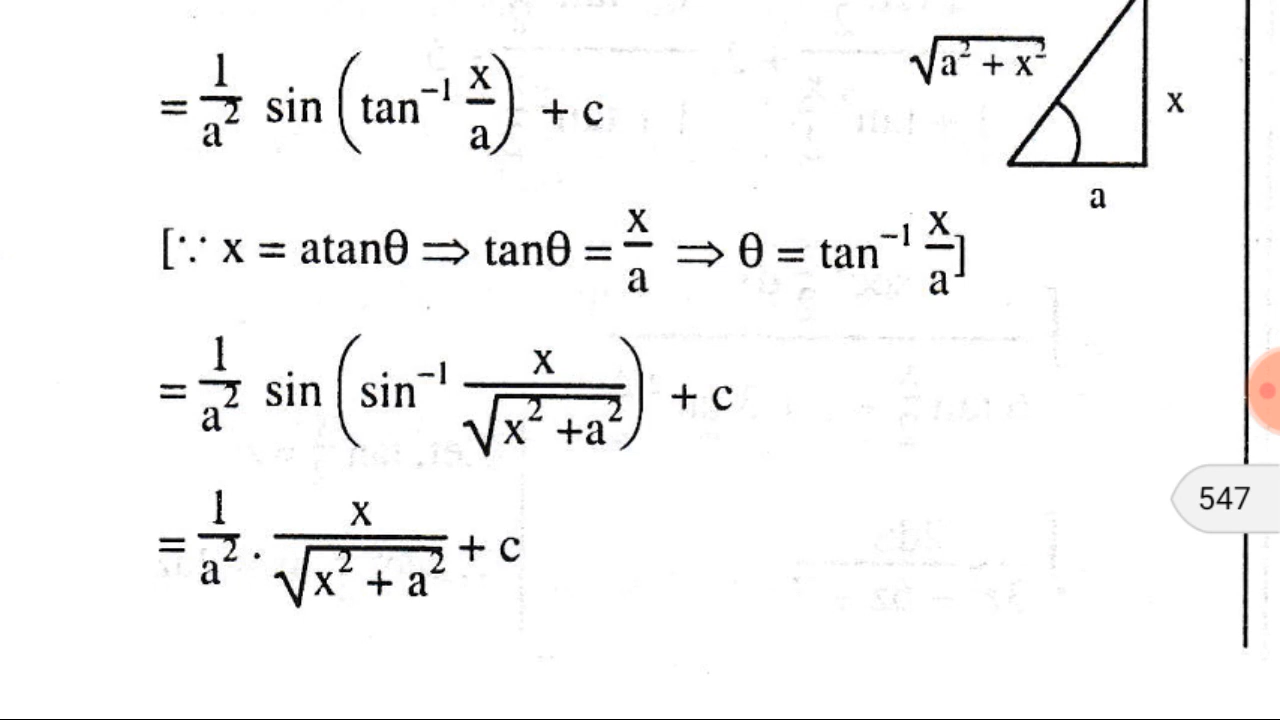 = 1/a² sin (tan⁻¹ x/a) + c
√(a² + x²)
x
a
[∵ x = atanθ ⇒ tanθ = x/a ⇒ θ = tan⁻¹ x/a]
= 1/a² sin (sin⁻¹ x/√(x² +a²)) + c
547
= 1/a² . x/√(x² + a²) + c